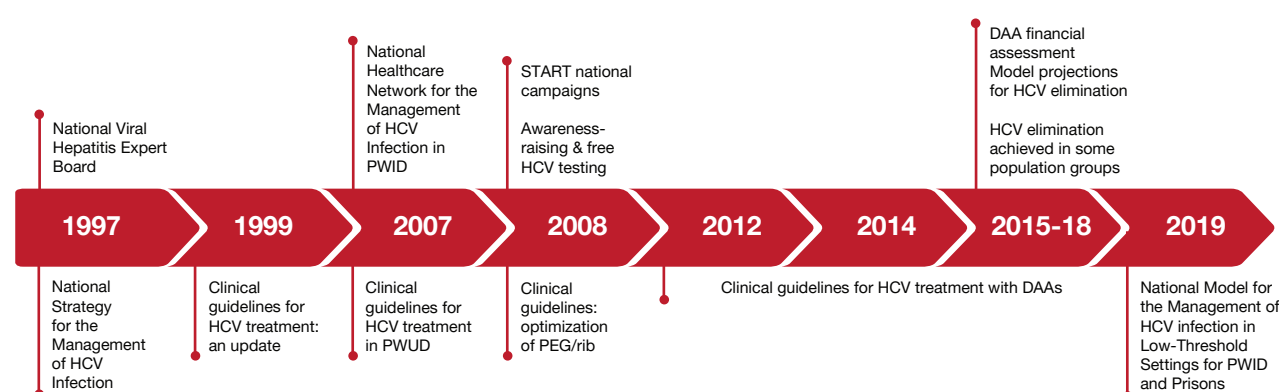 National Viral
Hepatitis Expert
Board
National
Healthcare
Network for the
Management
of HCV
Infection in
PWID
START national
campaigns
Awareness-
raising & free
HCV testing
DAA financial
assessment
Model projections
for HCV elimination
HCV elimination
achieved in some
population groups
1997
1999
2007
2008
2012
2014
2015-18
2019
National
Strategy
for the
Management
of HCV
Infection
Clinical
guidelines for
HCV treatment:
an update
Clinical
guidelines for
HCV treatment
in PWUD
Clinical
guidelines:
optimization
of PEG/rib
Clinical guidelines for HCV treatment with DAAs
National Model for
the Management of
HCV infection in
Low-Threshold
Settings for PWID
and Prisons